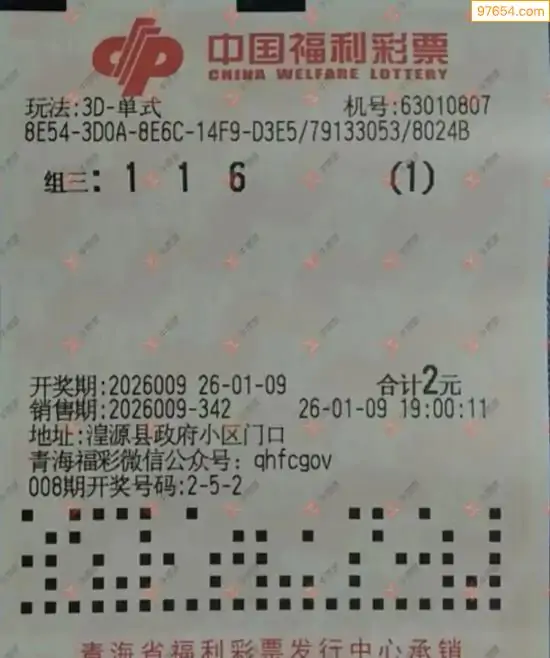 97654.com
中国福利彩票
CHINA WELFARE LOTTERY
玩法:3D-单式 机号:63010807
8E54-3D0A-8E6C-14F9-D3E5/79133053/8024B
组三: 1 1 6 (1)
开奖期:2026009 26-01-09 合计2元
销售期:2026009-342 26-01-09 19:00:11
地址:湟源县政府小区门口
青海福彩微信公众号: qhfcgov
008期开奖号码:2-5-2
青海省福利彩票发行中心承销